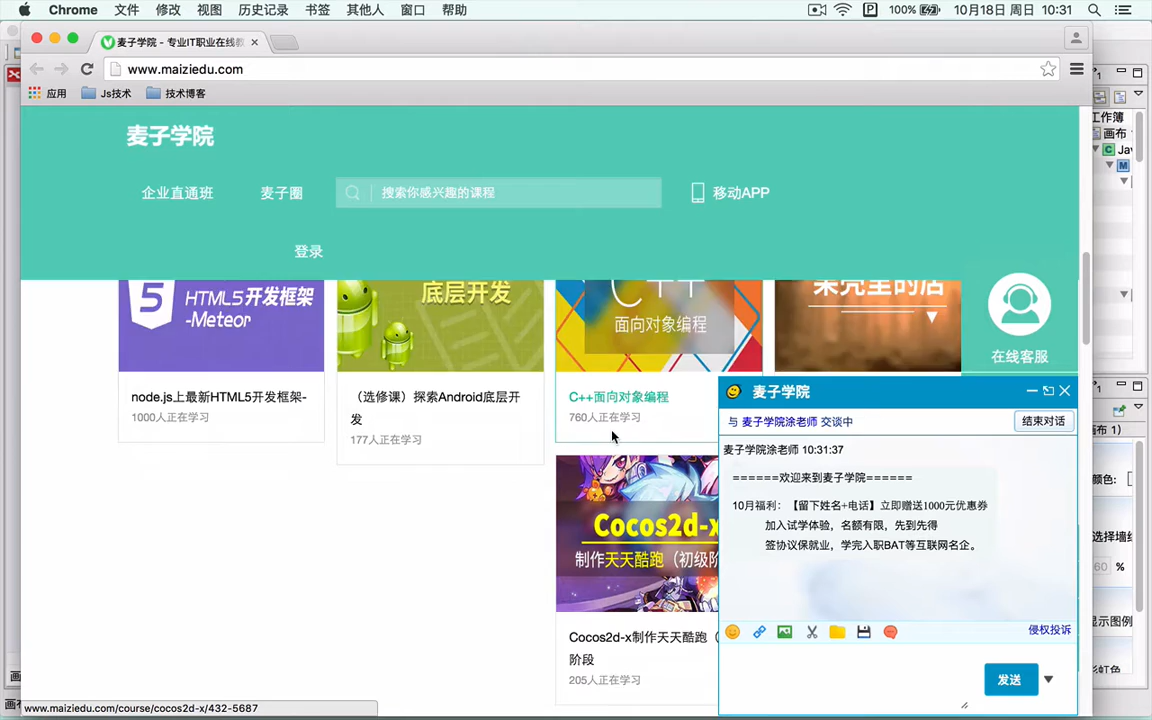 Chrome 文件 修改 视图 历史记录 书签 其他人 窗口 帮助 100% 10月18日 周日 10:31
麦子学院 - 专业IT职业在线教
www.maiziedu.com
应用 Js技术 技术博客
麦子学院
企业直通班 麦子圈 搜索你感兴趣的课程 移动APP
登录
5 HTML5开发框架
-Meteor
底层开发
C++
面向对象编程
果壳里的店
在线客服
node.js上最新HTML5开发框架-
1000人正在学习
（选修课）探索Android底层开
发
177人正在学习
C++面向对象编程
760人正在学习
Cocos2d-x
制作天天酷跑（初级阶
Cocos2d-x制作天天酷跑（
阶段
205人正在学习
麦子学院
与 麦子学院涂老师 交谈中 结束对话
麦子学院涂老师 10:31:37
======欢迎来到麦子学院======
10月福利：【留下姓名+电话】立即赠送1000元优惠券
加入试学体验，名额有限，先到先得
签协议保就业，学完入职BAT等互联网名企。
侵权投诉
发送
www.maiziedu.com/course/cocos2d-x/432-5687
工作簿
画布
C Jav
M
布 1）
颜色:
选择墙纸
60 %
显示图例